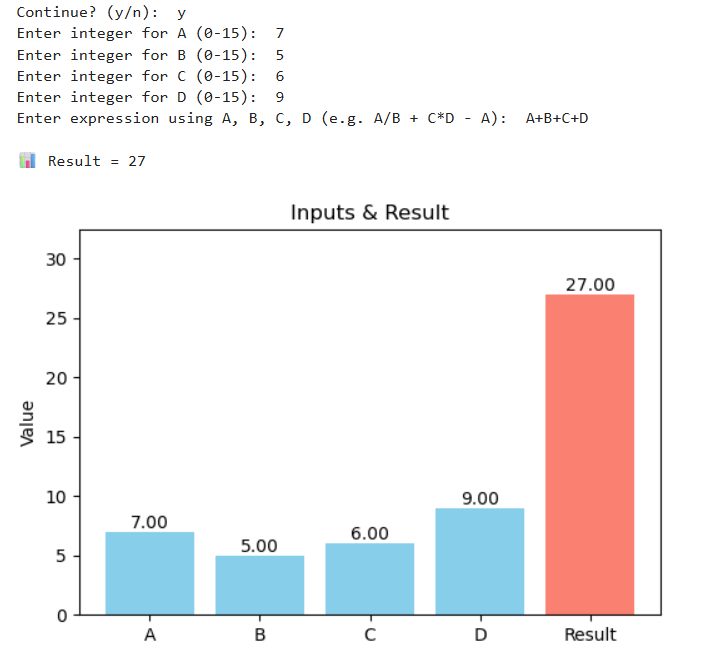 Continue? (y/n): y
Enter integer for A (0-15): 7
Enter integer for B (0-15): 5
Enter integer for C (0-15): 6
Enter integer for D (0-15): 9
Enter expression using A, B, C, D (e.g. A/B + C*D - A): A+B+C+D
📊 Result = 27
Inputs & Result
30
25
20
15
10
5
0
Value
7.00
5.00
6.00
9.00
27.00
A B C D Result